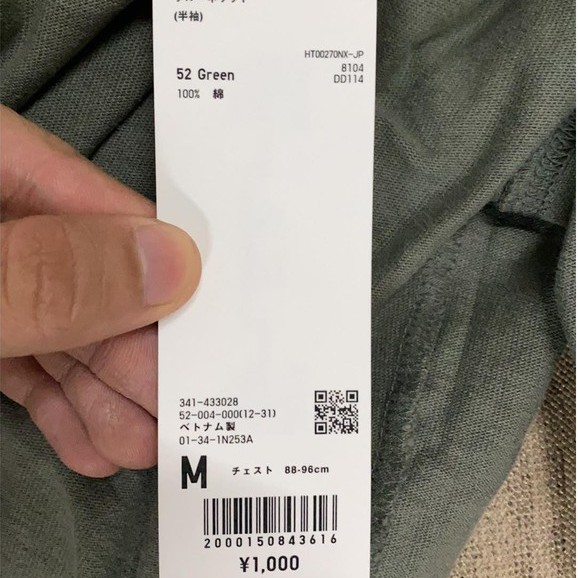 (半袖)
HT00270NX-JP
8104
DD114
52 Green
100% 綿
341-433028
52-004-000(12-31)
ベトナム製
01-34-1N253A
M チェスト 88-96cm
2000150843616
¥1,000